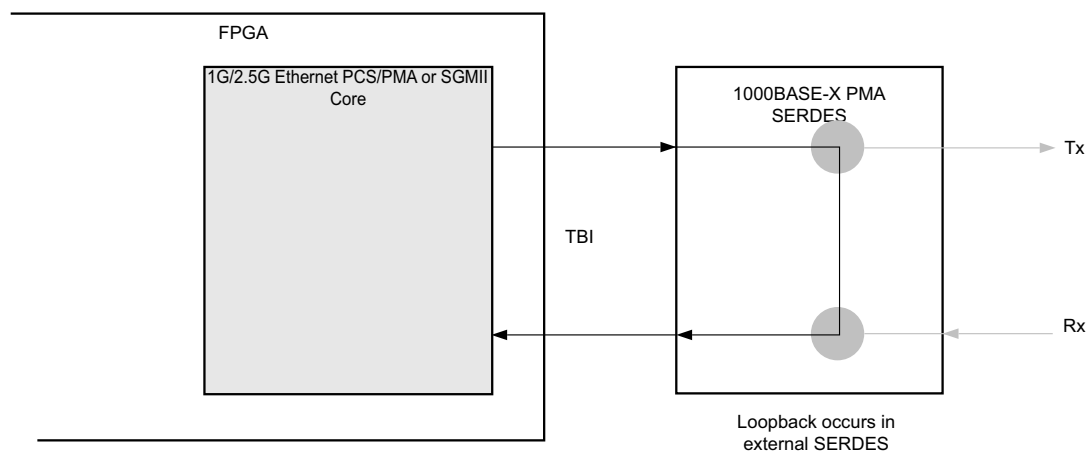 FPGA
1G/2.5G Ethernet PCS/PMA or SGMII
Core
1000BASE-X PMA
SERDES
Tx
TBI
Rx
Loopback occurs in
external SERDES